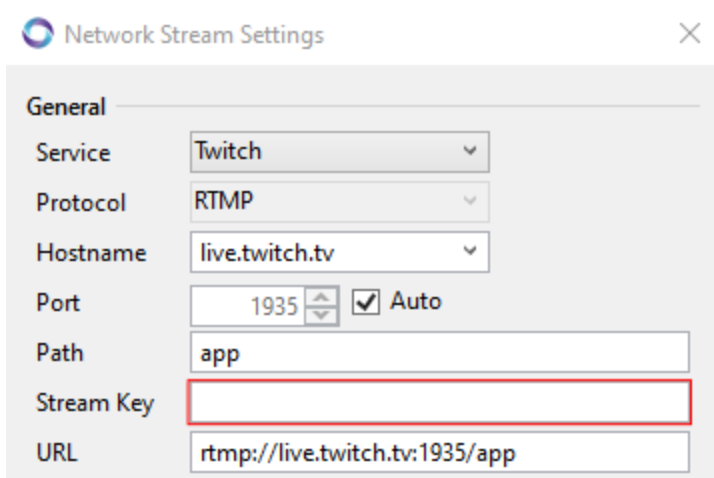 Network Stream Settings
General
Service Twitch
Protocol RTMP
Hostname live.twitch.tv
Port 1935 Auto
Path app
Stream Key
URL rtmp://live.twitch.tv:1935/app